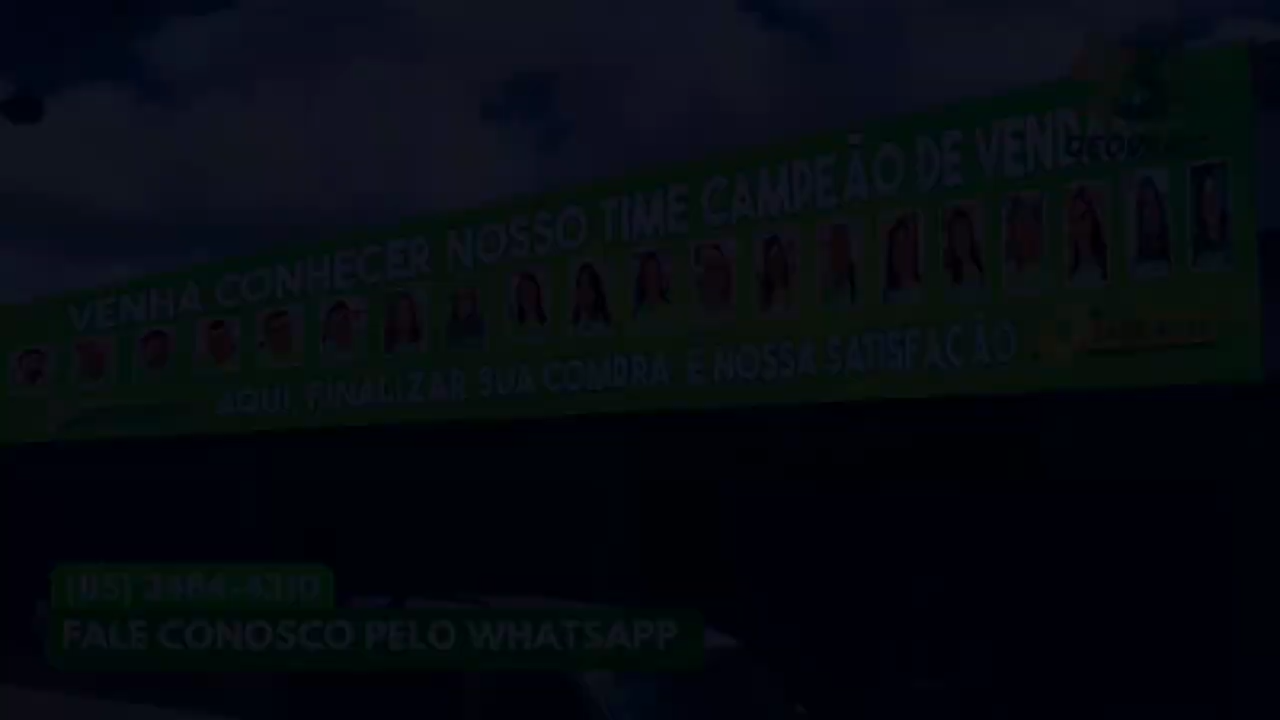 VENHA CONHECER NOSSO TIME CAMPEÃO DE VENDAS
AQUI, FINALIZAR SUA COMPRA É NOSSA SATISFAÇÃO
FALE CONOSCO PELO WHATSAPP